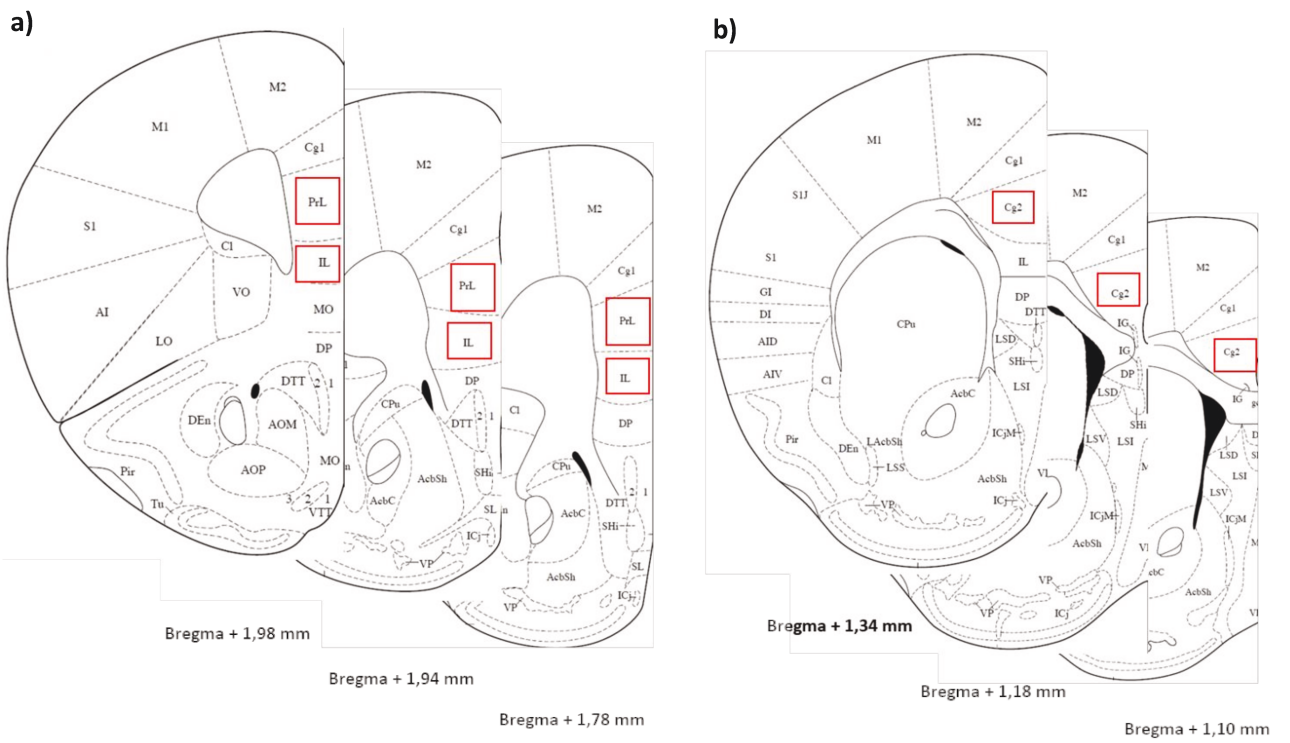 a)
M2
M1
Cg1
PrL
S1
Cl
IL
VO
AI
MO
LO
DP
DTT 2 1
DEn
AOM
AOP
MO
Pir
Tu
3 2 1
VTT
Bregma + 1,98 mm
M2
Cg1
PrL
IL
DP
CPu
DTT 2 1
AcbSh
SHi
AcbC
SL
ICj
VP
Bregma + 1,94 mm
M2
Cg1
PrL
IL
Cl
DP
CPu
2 1
DTT
AcbC
SHi
SL
AcbSh
ICj
VP
Bregma + 1,78 mm
b)
M2
M1
Cg1
S1J
Cg2
S1
IL
GI
DP
DI
DTT
CPu
AID
LSD
SHi
AIV
Cl
LSI
AcbC
ICjM
Pir
LAcbSh
DEn
LSS
AcbSh
VP
ICj
Bregma + 1,34 mm
M2
Cg1
Cg2
IG
IG
DP
LSD
SHi
LSV
LSI
ICjM
AcbSh
VP
VP
ICj
Bregma + 1,18 mm
M2
Cg1
Cg2
IG
LSD
LSI
LSV
ICjM
AcbSh
Bregma + 1,10 mm